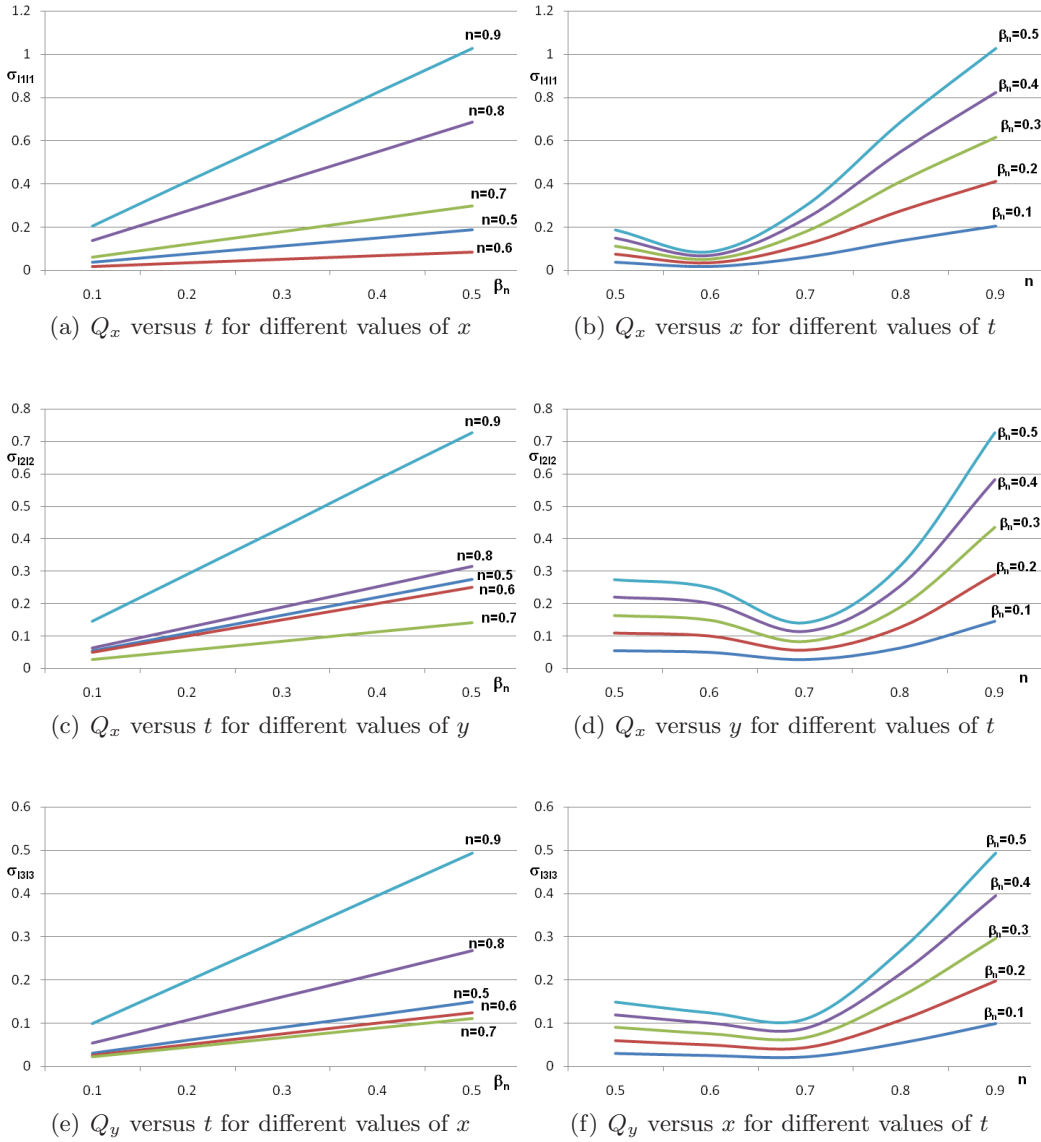 1.2
1
σI1I1
0.8
0.6
0.4
0.2
0
0.1 0.2 0.3 0.4 0.5
βn
n=0.9
n=0.8
n=0.7
n=0.5
n=0.6
(a) Qx versus t for different values of x
1.2
1
σI1I1
0.8
0.6
0.4
0.2
0
0.5 0.6 0.7 0.8 0.9
n
βn=0.5
βn=0.4
βn=0.3
βn=0.2
βn=0.1
(b) Qx versus x for different values of t
0.8
0.7
σI2I2
0.6
0.5
0.4
0.3
0.2
0.1
0
0.1 0.2 0.3 0.4 0.5
βn
n=0.9
n=0.8
n=0.5
n=0.6
n=0.7
(c) Qx versus t for different values of y
0.8
0.7
σI2I2
0.6
0.5
0.4
0.3
0.2
0.1
0
0.5 0.6 0.7 0.8 0.9
n
βn=0.5
βn=0.4
βn=0.3
βn=0.2
βn=0.1
(d) Qx versus y for different values of t
0.6
0.5
σI3I3
0.4
0.3
0.2
0.1
0
0.1 0.2 0.3 0.4 0.5
βn
n=0.9
n=0.8
n=0.5
n=0.6
n=0.7
(e) Qy versus t for different values of x
0.6
0.5
σI3I3
0.4
0.3
0.2
0.1
0
0.5 0.6 0.7 0.8 0.9
n
βn=0.5
βn=0.4
βn=0.3
βn=0.2
βn=0.1
(f) Qy versus x for different values of t